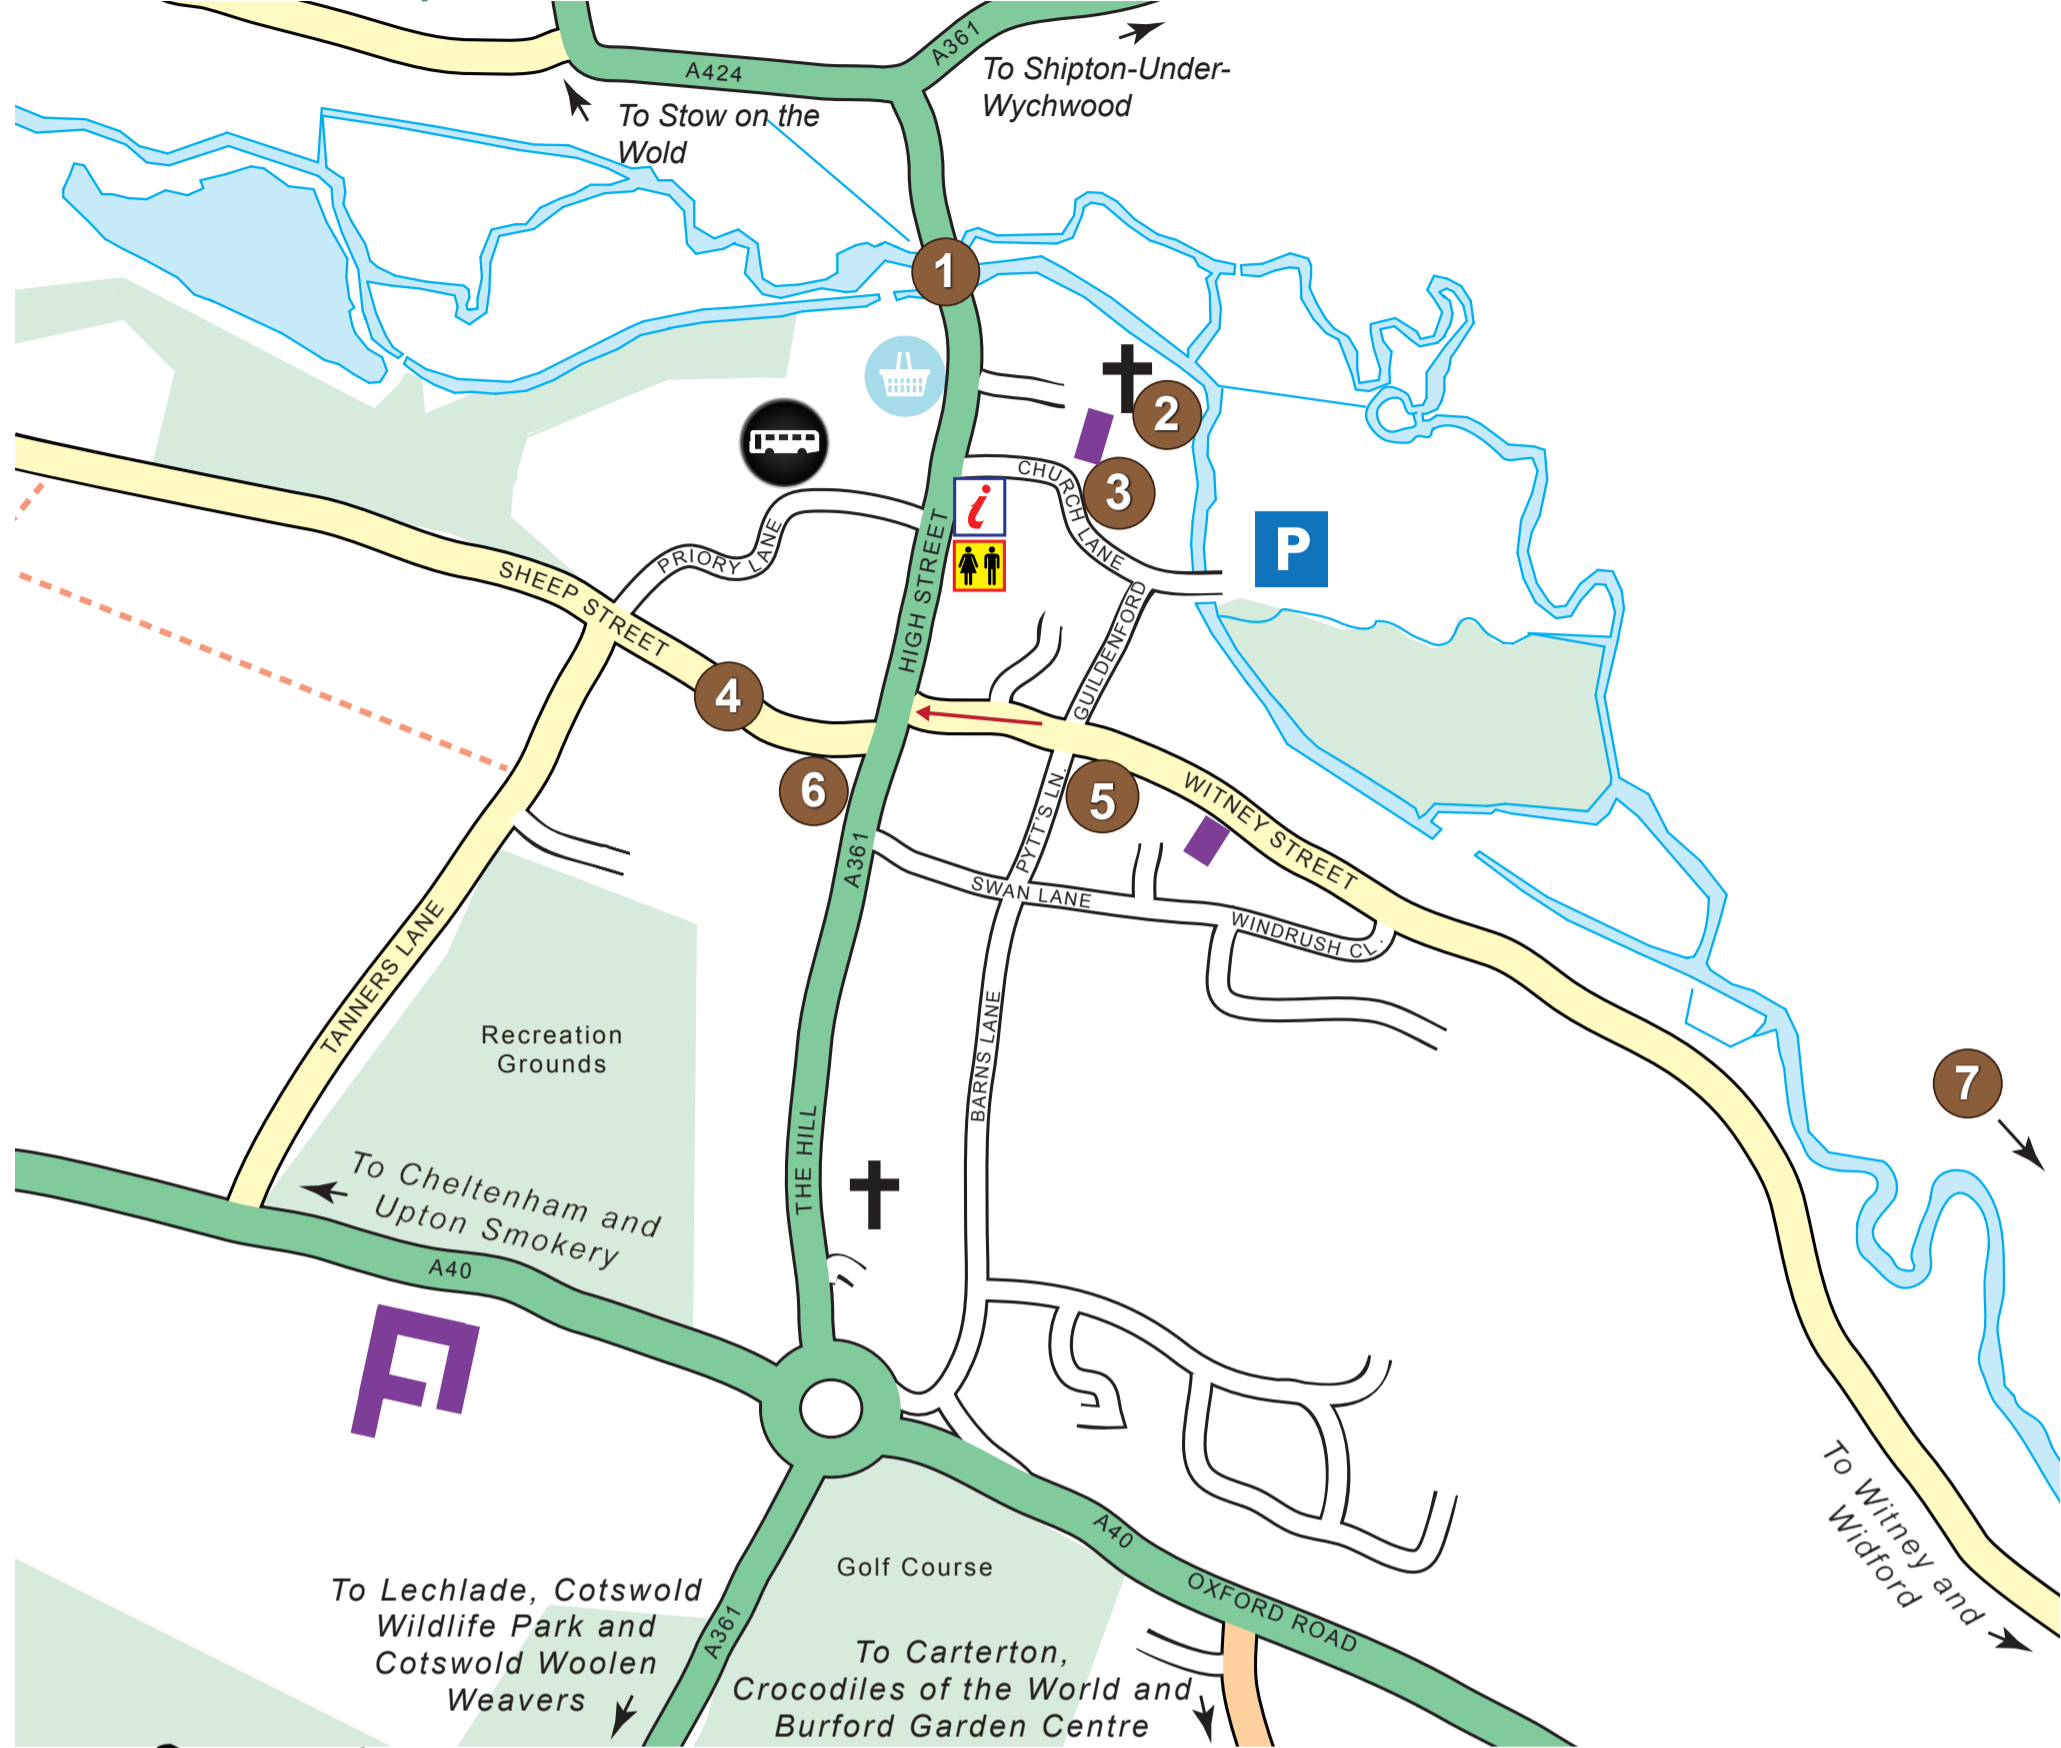 A361
A424
To Shipton-Under-
Wychwood
To Stow on the
Wold
1
2
CHURCH LANE
3
i
PRIORY LANE
HIGH STREET
P
SHEEP STREET
GUILDENFORD
4
6
5
WITNEY STREET
PYTT'S LN.
A361
SWAN LANE
WINDRUSH CL.
TANNERS LANE
Recreation
Grounds
BARNS LANE
7
THE HILL
To Cheltenham and
Upton Smokery
A40
To Witney and
Widford
A40
Golf Course
OXFORD ROAD
To Lechlade, Cotswold
Wildlife Park and
Cotswold Woolen
Weavers
A361
To Carterton,
Crocodiles of the World and
Burford Garden Centre